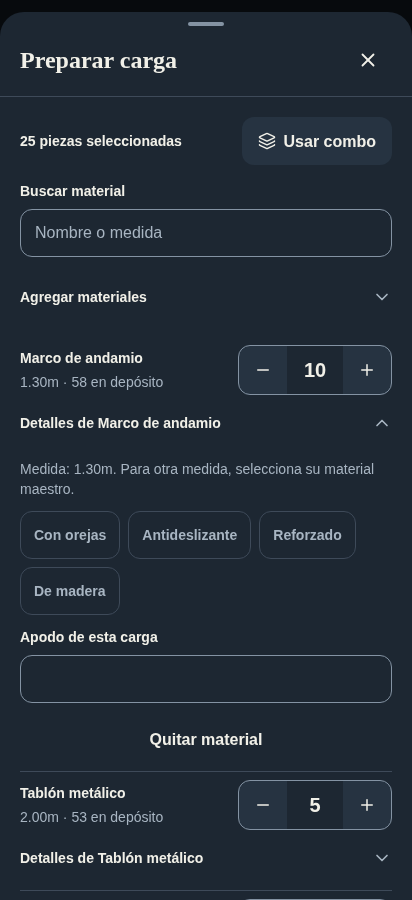 Preparar carga
25 piezas seleccionadas
Usar combo
Buscar material
Nombre o medida
Agregar materiales
Marco de andamio
1.30m · 58 en depósito
10
Detalles de Marco de andamio
Medida: 1.30m. Para otra medida, selecciona su material
maestro.
Con orejas
Antideslizante
Reforzado
De madera
Apodo de esta carga
Quitar material
Tablón metálico
2.00m · 53 en depósito
5
Detalles de Tablón metálico